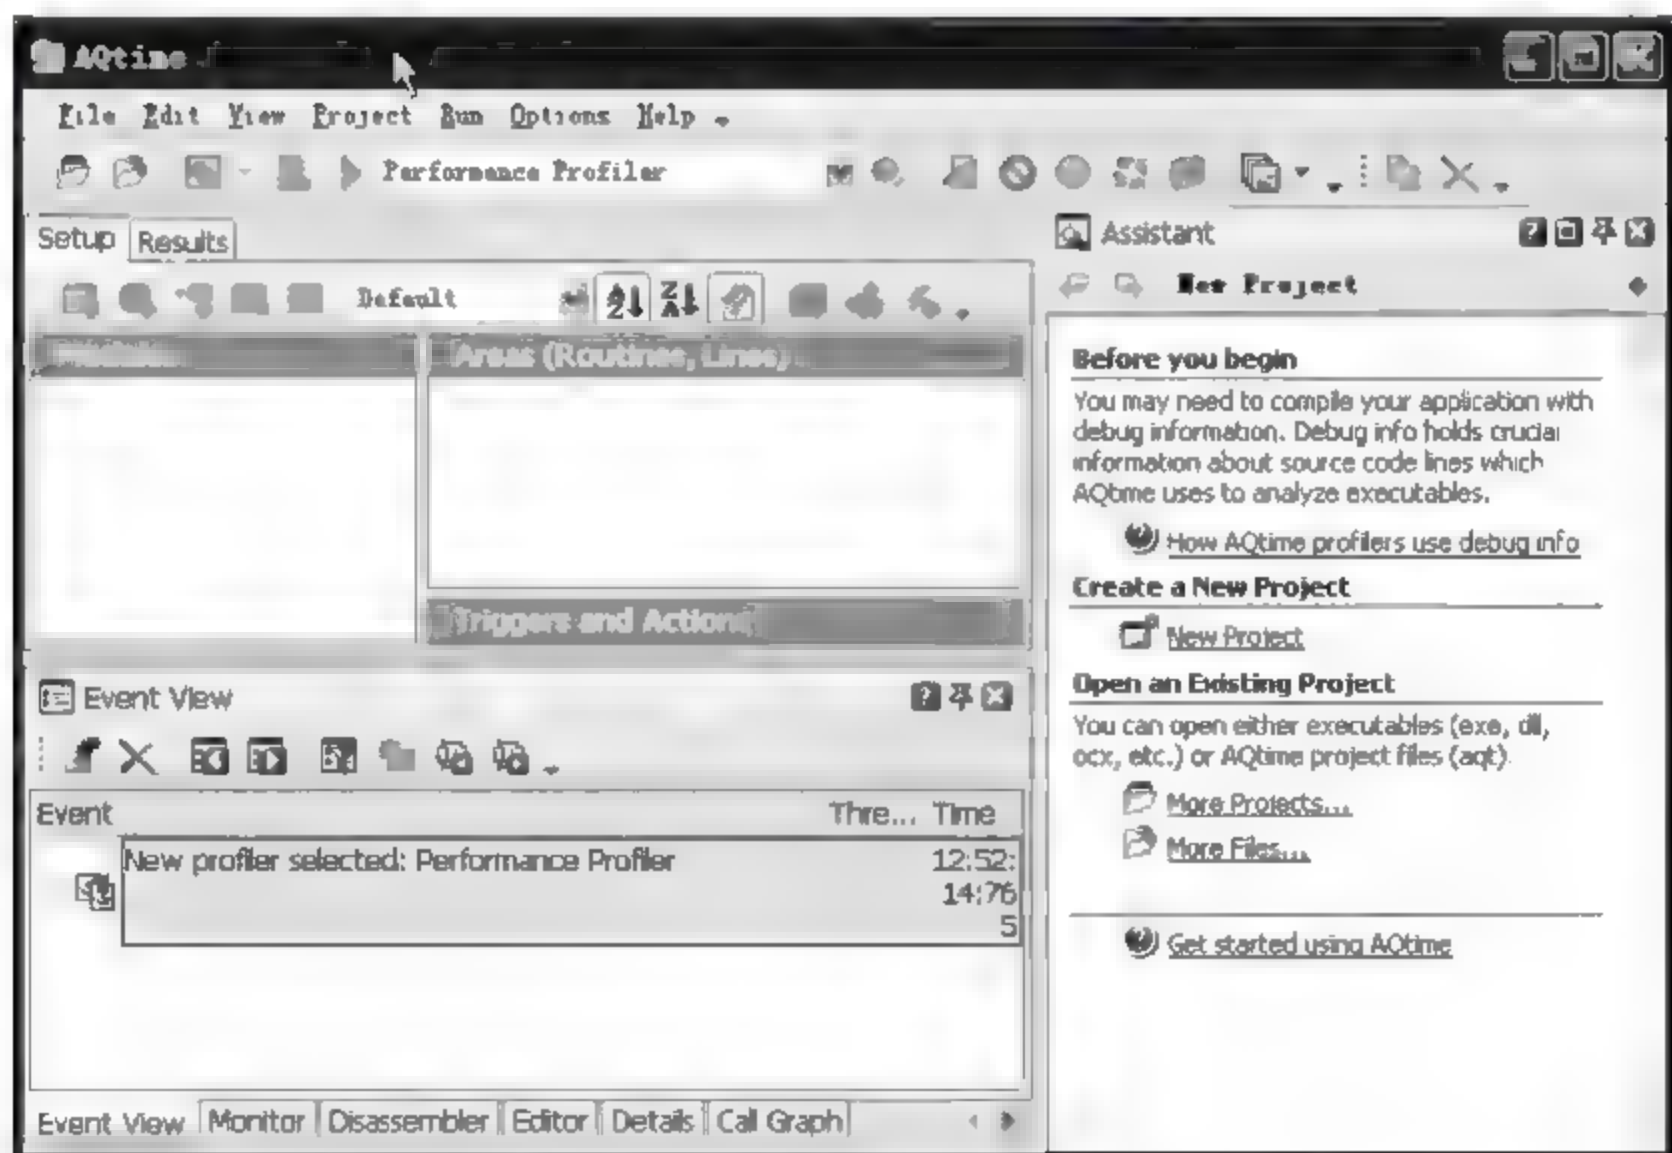 AQtime
File Edit View Project Run Options Help
Performance Profiler
Setup Results
Default
Areas (Routines, Lines)
Triggers and Actions
Event View
Event Thre... Time
New profiler selected: Performance Profiler 12:52:
14:76
5
Event View Monitor Disassembler Editor Details Call Graph
Assistant
New Project
Before you begin
You may need to compile your application with
debug information. Debug info holds crucial
information about source code lines which
AQtime uses to analyze executables.
How AQtime profilers use debug info
Create a New Project
New Project
Open an Existing Project
You can open either executables (exe, dll,
ocx, etc.) or AQtime project files (aqt).
More Projects...
More Files...
Get started using AQtime